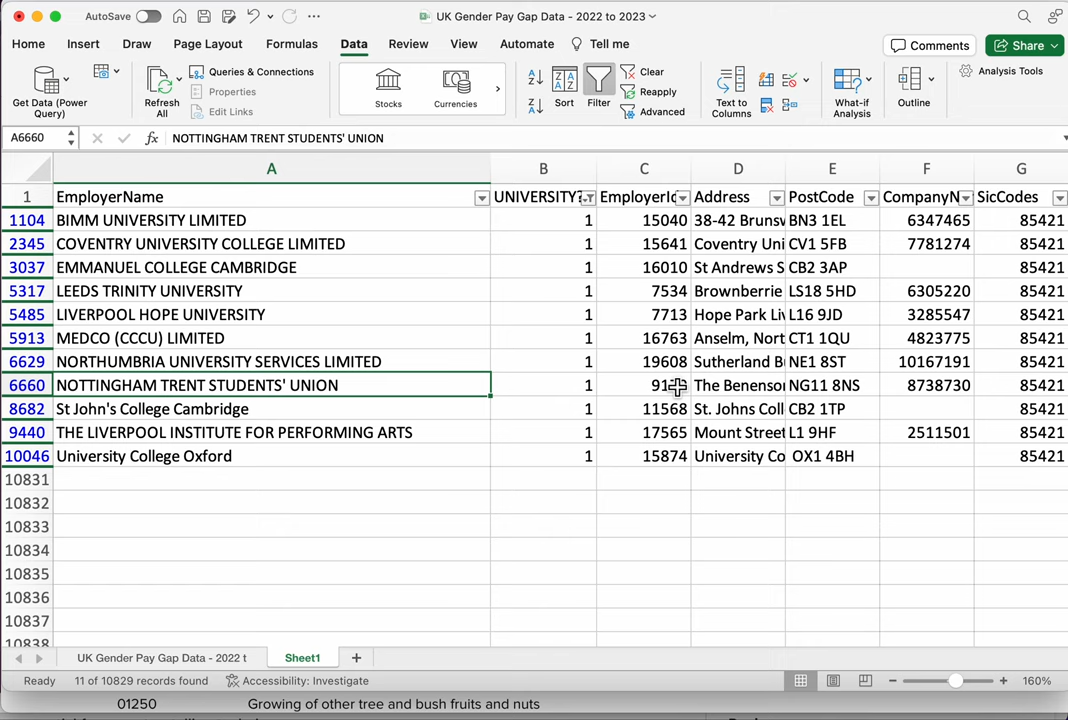 AutoSave
UK Gender Pay Gap Data - 2022 to 2023
Home Insert Draw Page Layout Formulas Data Review View Automate Tell me
Comments Share
Get Data (Power Query)
Refresh All
Queries & Connections
Properties
Edit Links
Stocks
Currencies
Sort
Filter
Clear
Reapply
Advanced
Text to Columns
What-if Analysis
Outline
Analysis Tools
A6660 fx NOTTINGHAM TRENT STUDENTS' UNION
A B C D E F G
1 EmployerName UNIVERSITY? EmployerId Address PostCode CompanyN SicCodes
1104 BIMM UNIVERSITY LIMITED 1 15040 38-42 Brunsw BN3 1EL 6347465 85421
2345 COVENTRY UNIVERSITY COLLEGE LIMITED 1 15641 Coventry Uni CV1 5FB 7781274 85421
3037 EMMANUEL COLLEGE CAMBRIDGE 1 16010 St Andrews S CB2 3AP 85421
5317 LEEDS TRINITY UNIVERSITY 1 7534 Brownberrie LS18 5HD 6305220 85421
5485 LIVERPOOL HOPE UNIVERSITY 1 7713 Hope Park Liv L16 9JD 3285547 85421
5913 MEDCO (CCCU) LIMITED 1 16763 Anselm, Nort CT1 1QU 4823775 85421
6629 NORTHUMBRIA UNIVERSITY SERVICES LIMITED 1 19608 Sutherland Bu NE1 8ST 10167191 85421
6660 NOTTINGHAM TRENT STUDENTS' UNION 1 The Benenson NG11 8NS 8738730 85421
8682 St John's College Cambridge 1 11568 St. Johns Coll CB2 1TP 85421
9440 THE LIVERPOOL INSTITUTE FOR PERFORMING ARTS 1 17565 Mount Street L1 9HF 2511501 85421
10046 University College Oxford 1 15874 University Co OX1 4BH 85421
10831
10832
10833
10834
10835
10836
10837
10838
UK Gender Pay Gap Data - 2022 t Sheet1
Ready 11 of 10829 records found Accessibility: Investigate 160%
01250 Growing of other tree and bush fruits and nuts